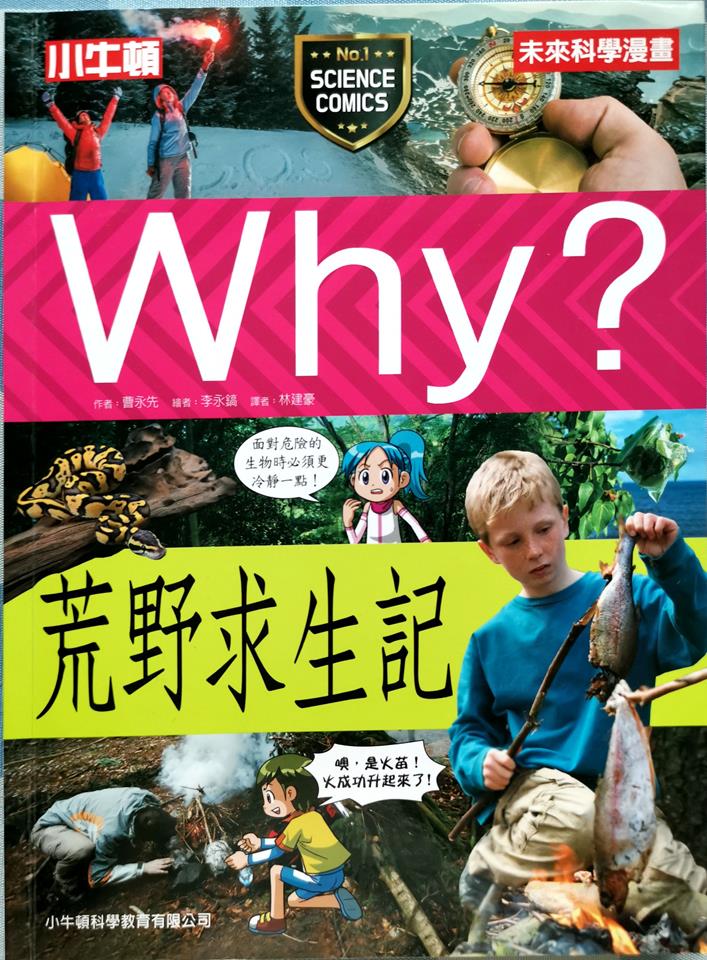 小牛頓
No.1
SCIENCE
COMICS
未來科學漫畫
Why?
作者：曹永先 繪者：李永鎬 譯者：林建豪
面對危險的
生物時必須更
冷靜一點！
荒野求生記
噢，是火苗！
火成功升起來了！
小牛頓科學教育有限公司